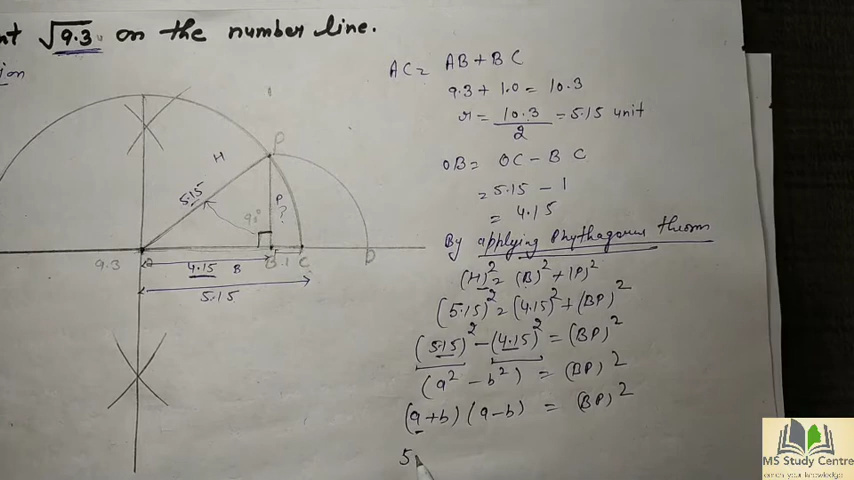 nt √9.3 on the number line.
ion
AC = AB + BC
9.3 + 1.0 = 10.3
r = 10.3/2 = 5.15 unit
OB = OC - BC
= 5.15 - 1
= 4.15
By applying Phythagorus theorm
(H)² = (B)² + (P)²
(5.15)² = (4.15)² + (BP)²
(5.15)² - (4.15)² = (BP)²
(a² - b²) = (BP)²
(a+b) (a-b) = (BP)²
5
P
H
5.15
P
?
90°
9.3
4.15 B
B 1 C
D
5.15
MS Study Centre
enrich your knowledge